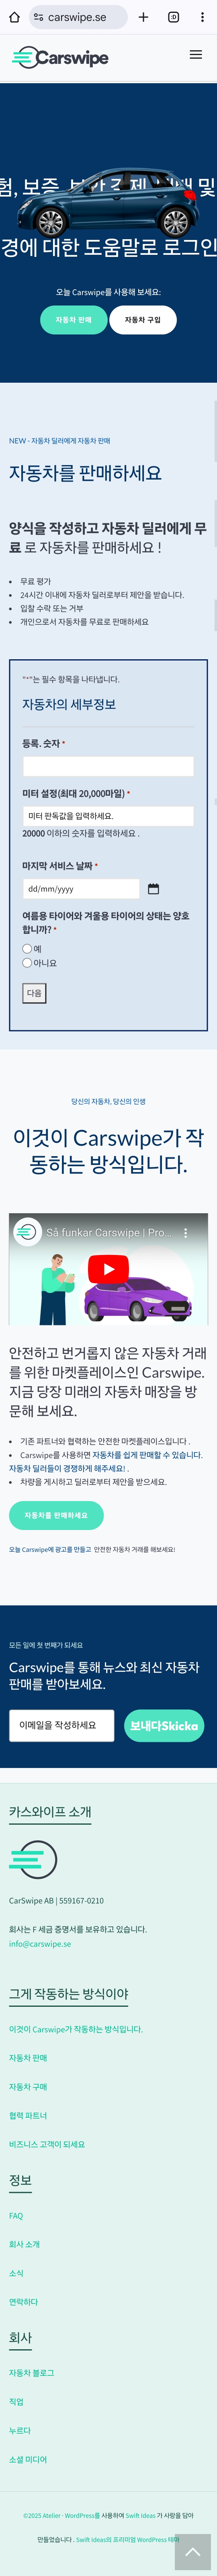 carswipe.se
:D
Carswipe
험, 보증
및
경에 대한 도움말로 로그인
오늘 Carswipe를 사용해 보세요:
자동차 판매
자동차 구입
NEW - 자동차 딜러에게 자동차 판매
자동차를 판매하세요
양식을 작성하고 자동차 딜러에게 무
료 로 자동차를 판매하세요 !
• 무료 평가
• 24시간 이내에 자동차 딜러로부터 제안을 받습니다.
• 입찰 수락 또는 거부
• 개인으로서 자동차를 무료로 판매하세요
"*"는 필수 항목을 나타냅니다.
자동차의 세부정보
등록. 숫자 *
미터 설정(최대 20,000마일) *
미터 판독값을 입력하세요.
20000 이하의 숫자를 입력하세요 .
마지막 서비스 날짜 *
dd/mm/yyyy
여름용 타이어와 겨울용 타이어의 상태는 양호
합니까? *
예
아니요
다음
당신의 자동차, 당신의 인생
이것이 Carswipe가 작
동하는 방식입니다.
Så funkar Carswipe | Pro...
안전하고 번거롭지 않은 자동차 거래
를 위한 마켓플레이스인 Carswipe.
지금 당장 미래의 자동차 매장을 방
문해 보세요.
• 기존 파트너와 협력하는 안전한 마켓플레이스입니다 .
• Carswipe를 사용하면 자동차를 쉽게 판매할 수 있습니다.
자동차 딜러들이 경쟁하게 해주세요! .
• 차량을 게시하고 딜러로부터 제안을 받으세요.
자동차를 판매하세요
오늘 Carswipe에 광고를 만들고 안전한 자동차 거래를 해보세요!
모든 일에 첫 번째가 되세요
Carswipe를 통해 뉴스와 최신 자동차
판매를 받아보세요.
이메일을 작성하세요
보내다Skicka
카스와이프 소개
CarSwipe AB | 559167-0210
회사는 F 세금 증명서를 보유하고 있습니다.
info@carswipe.se
그게 작동하는 방식이야
이것이 Carswipe가 작동하는 방식입니다.
자동차 판매
자동차 구매
협력 파트너
비즈니스 고객이 되세요
정보
FAQ
회사 소개
소식
연락하다
회사
자동차 블로그
직업
누르다
소셜 미디어
©2025 Atelier · WordPress를 사용하여 Swift Ideas 가 사랑을 담아
만들었습니다 . Swift Ideas의 프리미엄 WordPress 테마